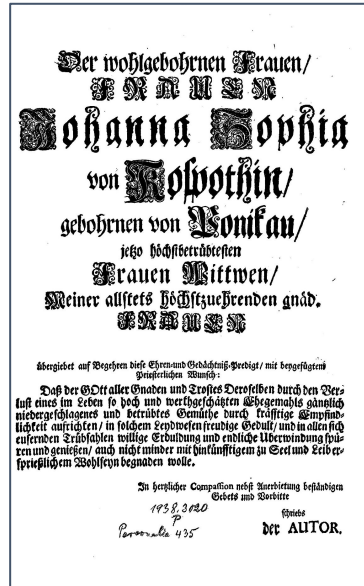 Der wohlgebohrnen Frauen/
FRAUEN
Johanna Sophia
von Kospothin/
gebohrnen von Ponikau/
jetzo höchstbetrübtesten
Frauen Wittwen/
Meiner allstets höchstzuehrenden gnäd.
FRAUEN
übergiebet auf Begehren diese Ehren-und Gedächtniß-Predigt/ mit beygefügtem
Priesterlichen Wunsch:
Daß der GOtt aller Gnaden und Trostes Deroselben durch den Ver-
lust eines im Leben so hoch und werthgeschätzten Ehegemahls gäntzlich
niedergeschlagenes und betrübtes Gemüthe durch kräfftige Empfind-
lichkeit aufrichten/ in solchem Leydwesen freudige Gedult/ und in allen sich
eusernden Trübsahlen willige Erduldung und endliche Uberwindung spü-
ren und genießen/ auch nicht minder mit hinkünfftigem zu Seel und Leib er-
sprießlichem Wohlseyn begnaden wolle.
In hertzlicher Compassion nebst Anerbietung beständigen
Gebets und Vorbitte
schriebs
der AUTOR.
1938.3020
P
Personalia 435